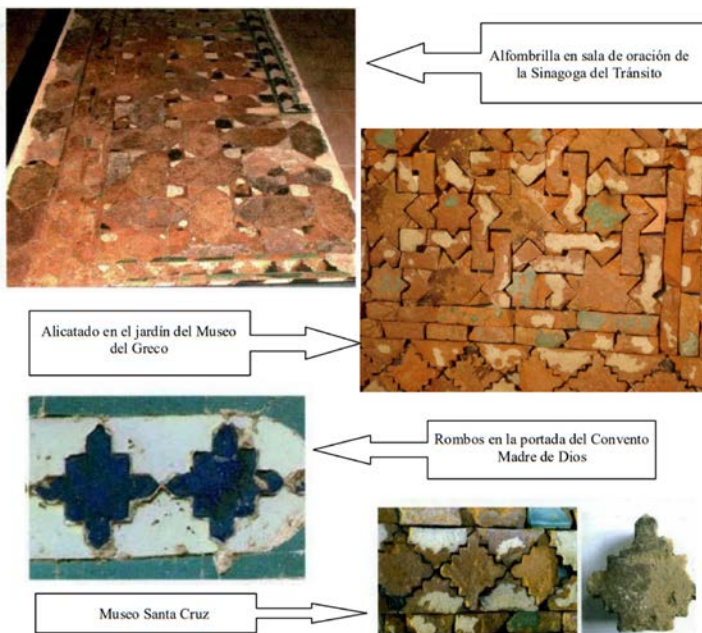 Alfombrilla en sala de oración de
la Sinagoga del Tránsito
Alicatado en el jardín del Museo
del Greco
Rombos en la portada del Convento
Madre de Dios
Museo Santa Cruz